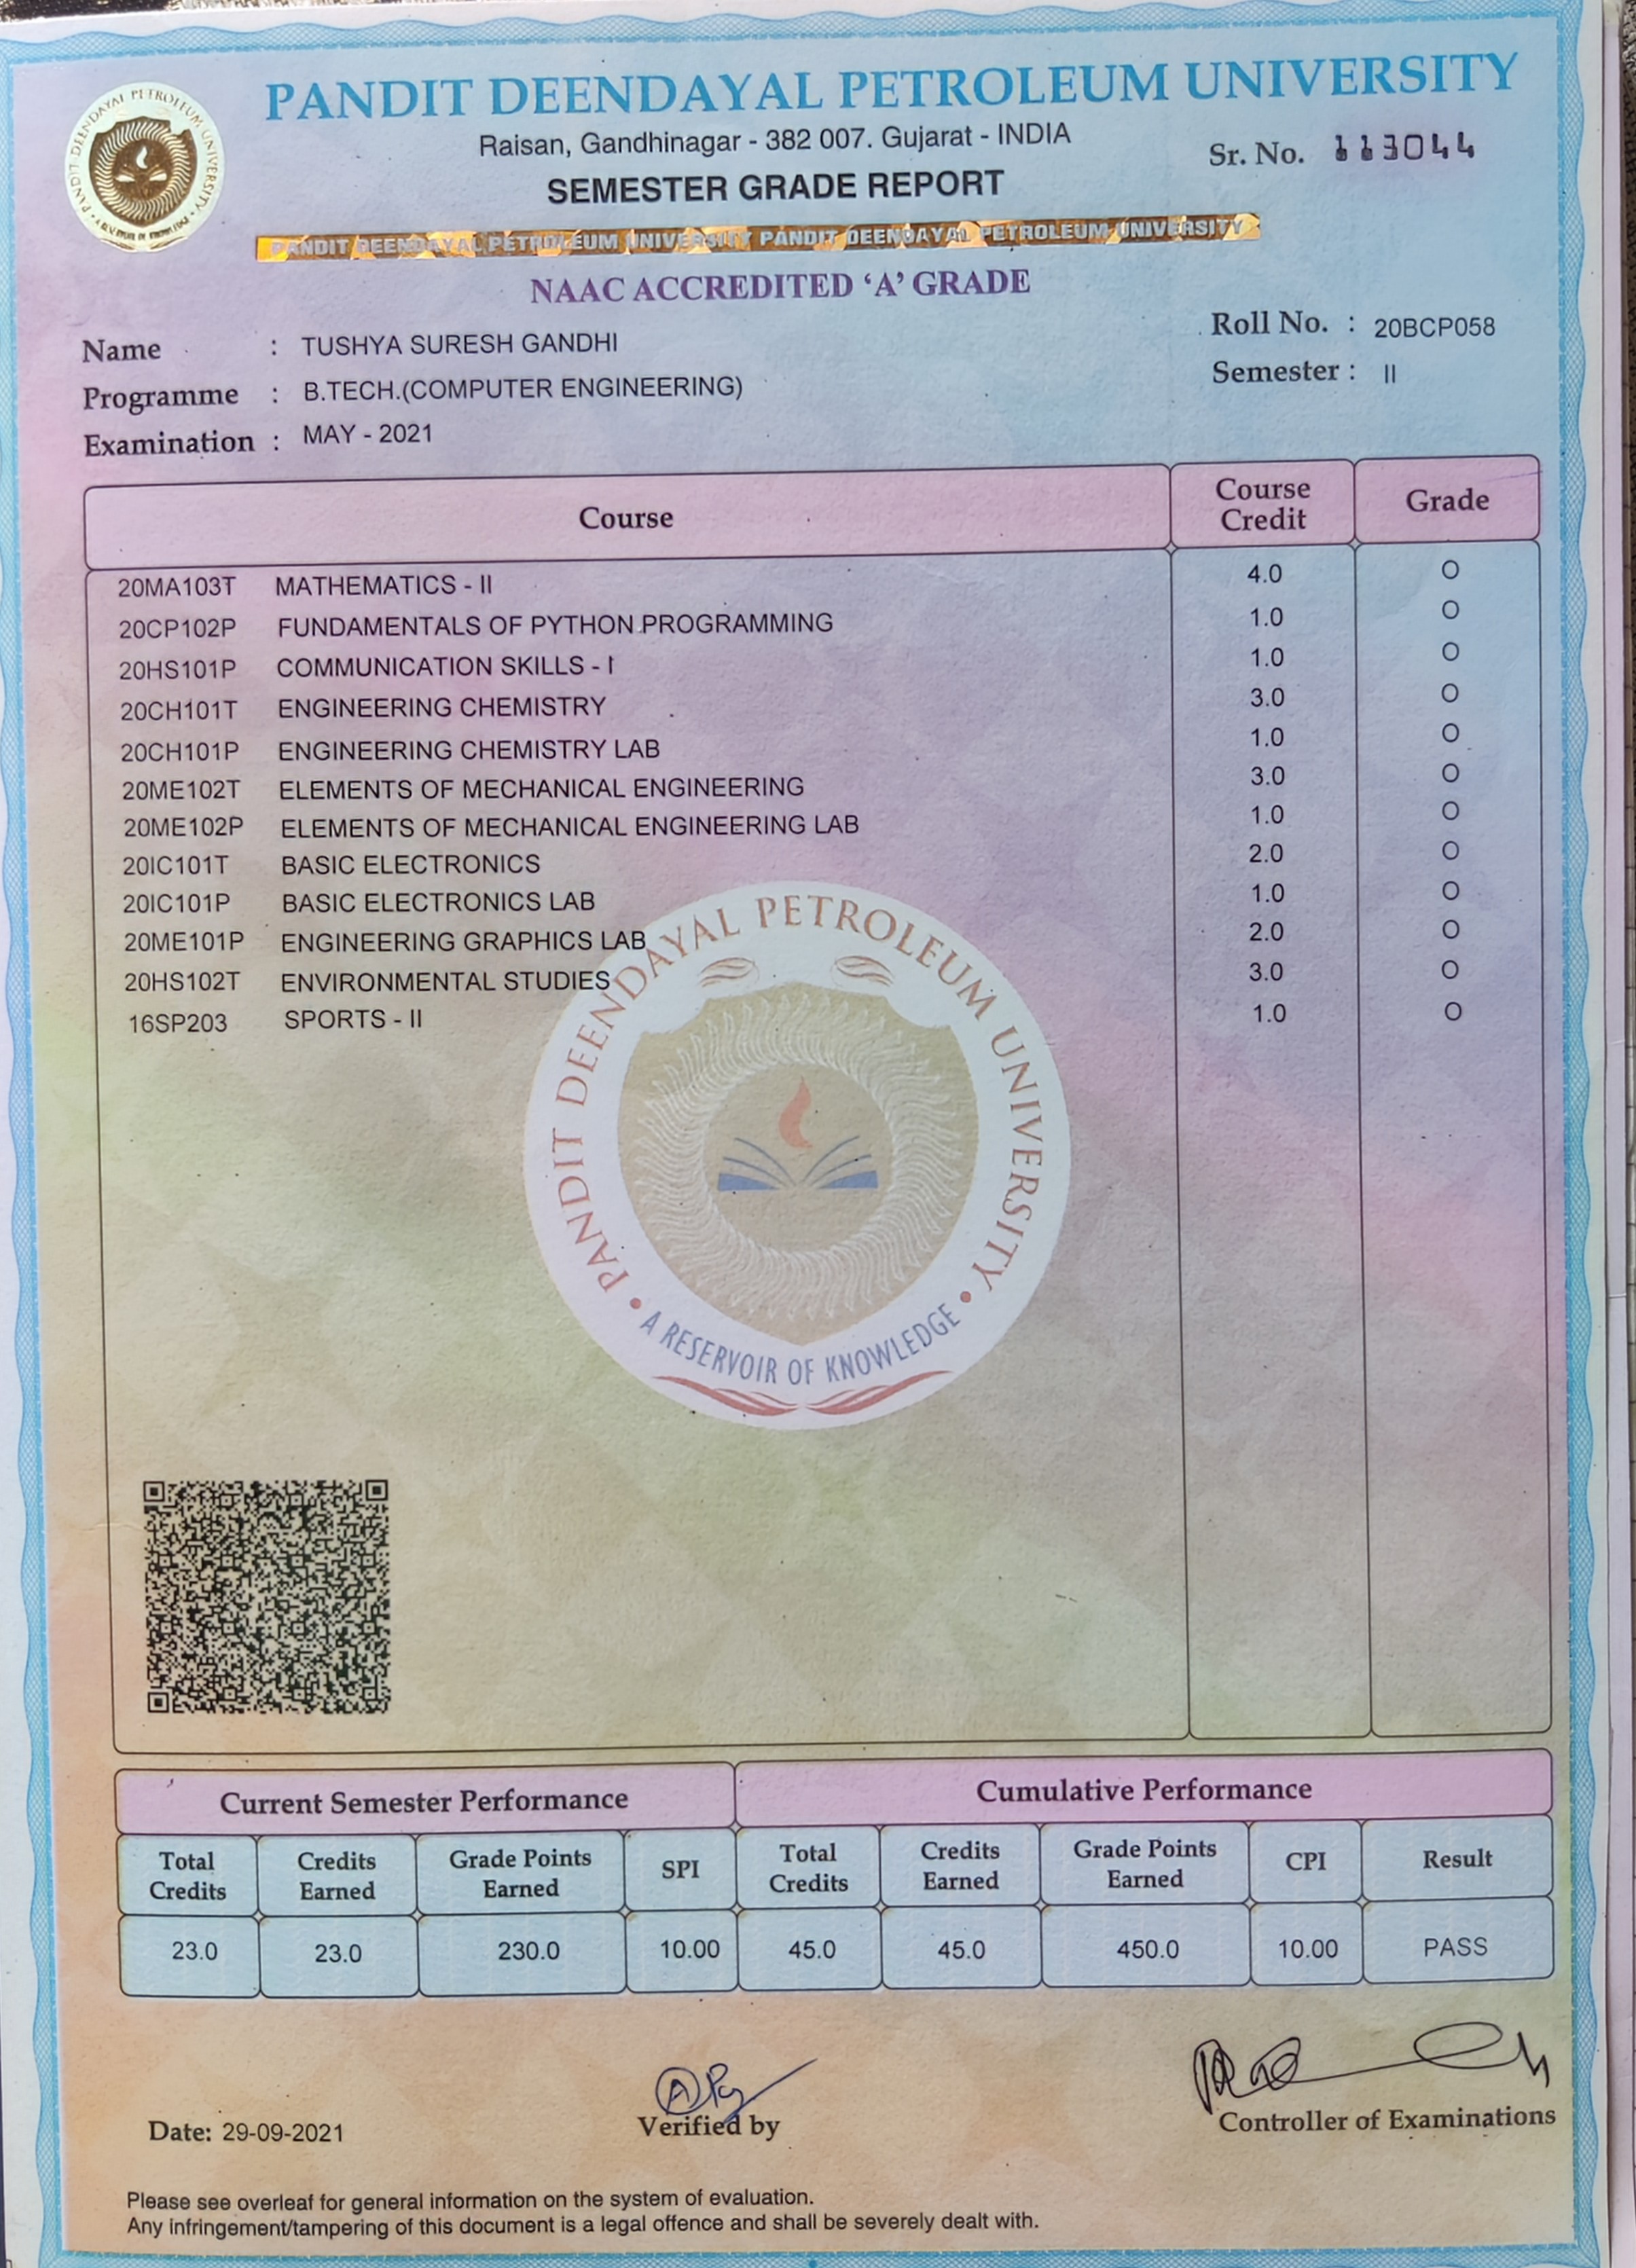 PANDIT DEENDAYAL PETROLEUM UNIVERSITY
Raisan, Gandhinagar - 382 007. Gujarat - INDIA
Sr. No. 113044
SEMESTER GRADE REPORT
PANDIT DEENDAYAL PETROLEUM UNIVERSITY PANDIT DEENDAYAL PETROLEUM UNIVERSITY
NAAC ACCREDITED ‘A’ GRADE
PANDIT DEENDAYAL PETROLEUM UNIVERSITY
Name : TUSHYA SURESH GANDHI
Roll No. : 20BCP058
Programme : B.TECH.(COMPUTER ENGINEERING)
Semester : II
Examination : MAY - 2021
Course Course Credit Grade
20MA103T MATHEMATICS - II 4.0 O
20CP102P FUNDAMENTALS OF PYTHON PROGRAMMING 1.0 O
20HS101P COMMUNICATION SKILLS - I 1.0 O
20CH101T ENGINEERING CHEMISTRY 3.0 O
20CH101P ENGINEERING CHEMISTRY LAB 1.0 O
20ME102T ELEMENTS OF MECHANICAL ENGINEERING 3.0 O
20ME102P ELEMENTS OF MECHANICAL ENGINEERING LAB 1.0 O
20IC101T BASIC ELECTRONICS 2.0 O
20IC101P BASIC ELECTRONICS LAB 1.0 O
20ME101P ENGINEERING GRAPHICS LAB 2.0 O
20HS102T ENVIRONMENTAL STUDIES 3.0 O
16SP203 SPORTS - II 1.0 O
PANDIT DEENDAYAL PETROLEUM UNIVERSITY
A RESERVOIR OF KNOWLEDGE
Current Semester Performance Cumulative Performance
Total Credits Credits Earned Grade Points Earned SPI Total Credits Credits Earned Grade Points Earned CPI Result
23.0 23.0 230.0 10.00 45.0 45.0 450.0 10.00 PASS
Date: 29-09-2021
Verified by
Controller of Examinations
Please see overleaf for general information on the system of evaluation.
Any infringement/tampering of this document is a legal offence and shall be severely dealt with.